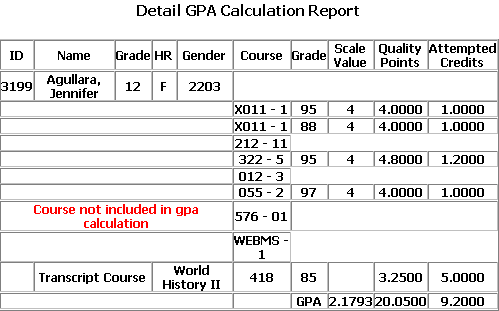 Detail GPA Calculation Report
ID Name Grade HR Gender Course Grade Scale Value Quality Points Attempted Credits
3199 Agullara, Jennifer 12 F 2203
X011 - 1 95 4 4.0000 1.0000
X011 - 1 88 4 4.0000 1.0000
212 - 11
322 - 5 95 4 4.8000 1.2000
012 - 3
055 - 2 97 4 4.0000 1.0000
Course not included in gpa calculation 576 - 01
WEBMS - 1
Transcript Course World History II 418 85 3.2500 5.0000
GPA 2.1793 20.0500 9.2000